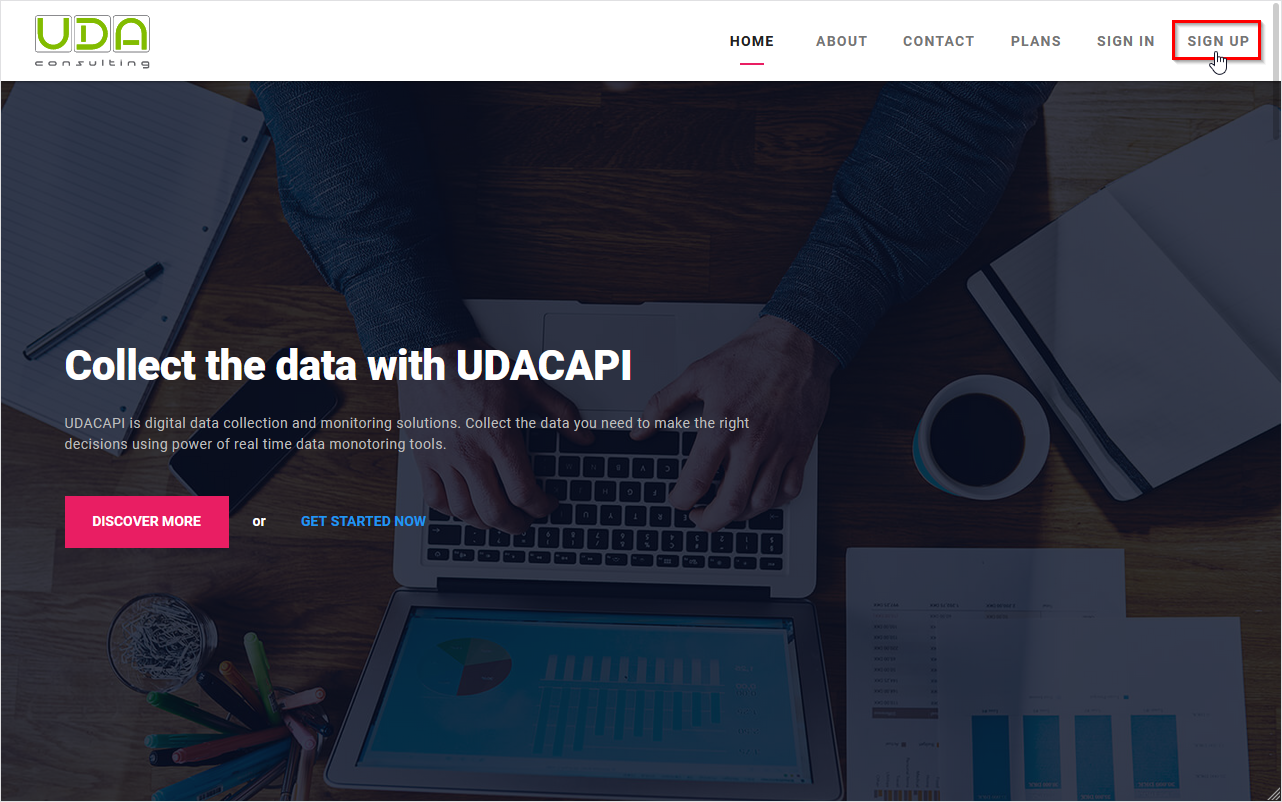 UDA
consulting
HOME ABOUT CONTACT PLANS SIGN IN SIGN UP
Collect the data with UDACAPI
UDACAPI is digital data collection and monitoring solutions. Collect the data you need to make the right
decisions using power of real time data monotoring tools.
DISCOVER MORE or GET STARTED NOW